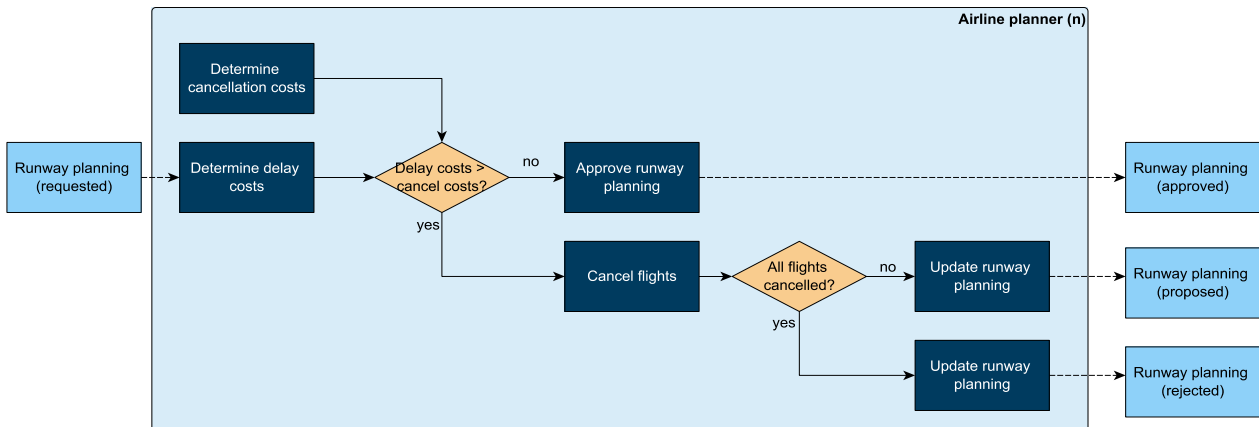 Airline planner (n)
Determine
cancellation costs
Runway planning
(requested)
Determine delay
costs
Delay costs >
cancel costs?
no
yes
Approve runway
planning
Runway planning
(approved)
Cancel flights
All flights
cancelled?
no
yes
Update runway
planning
Runway planning
(proposed)
Update runway
planning
Runway planning
(rejected)